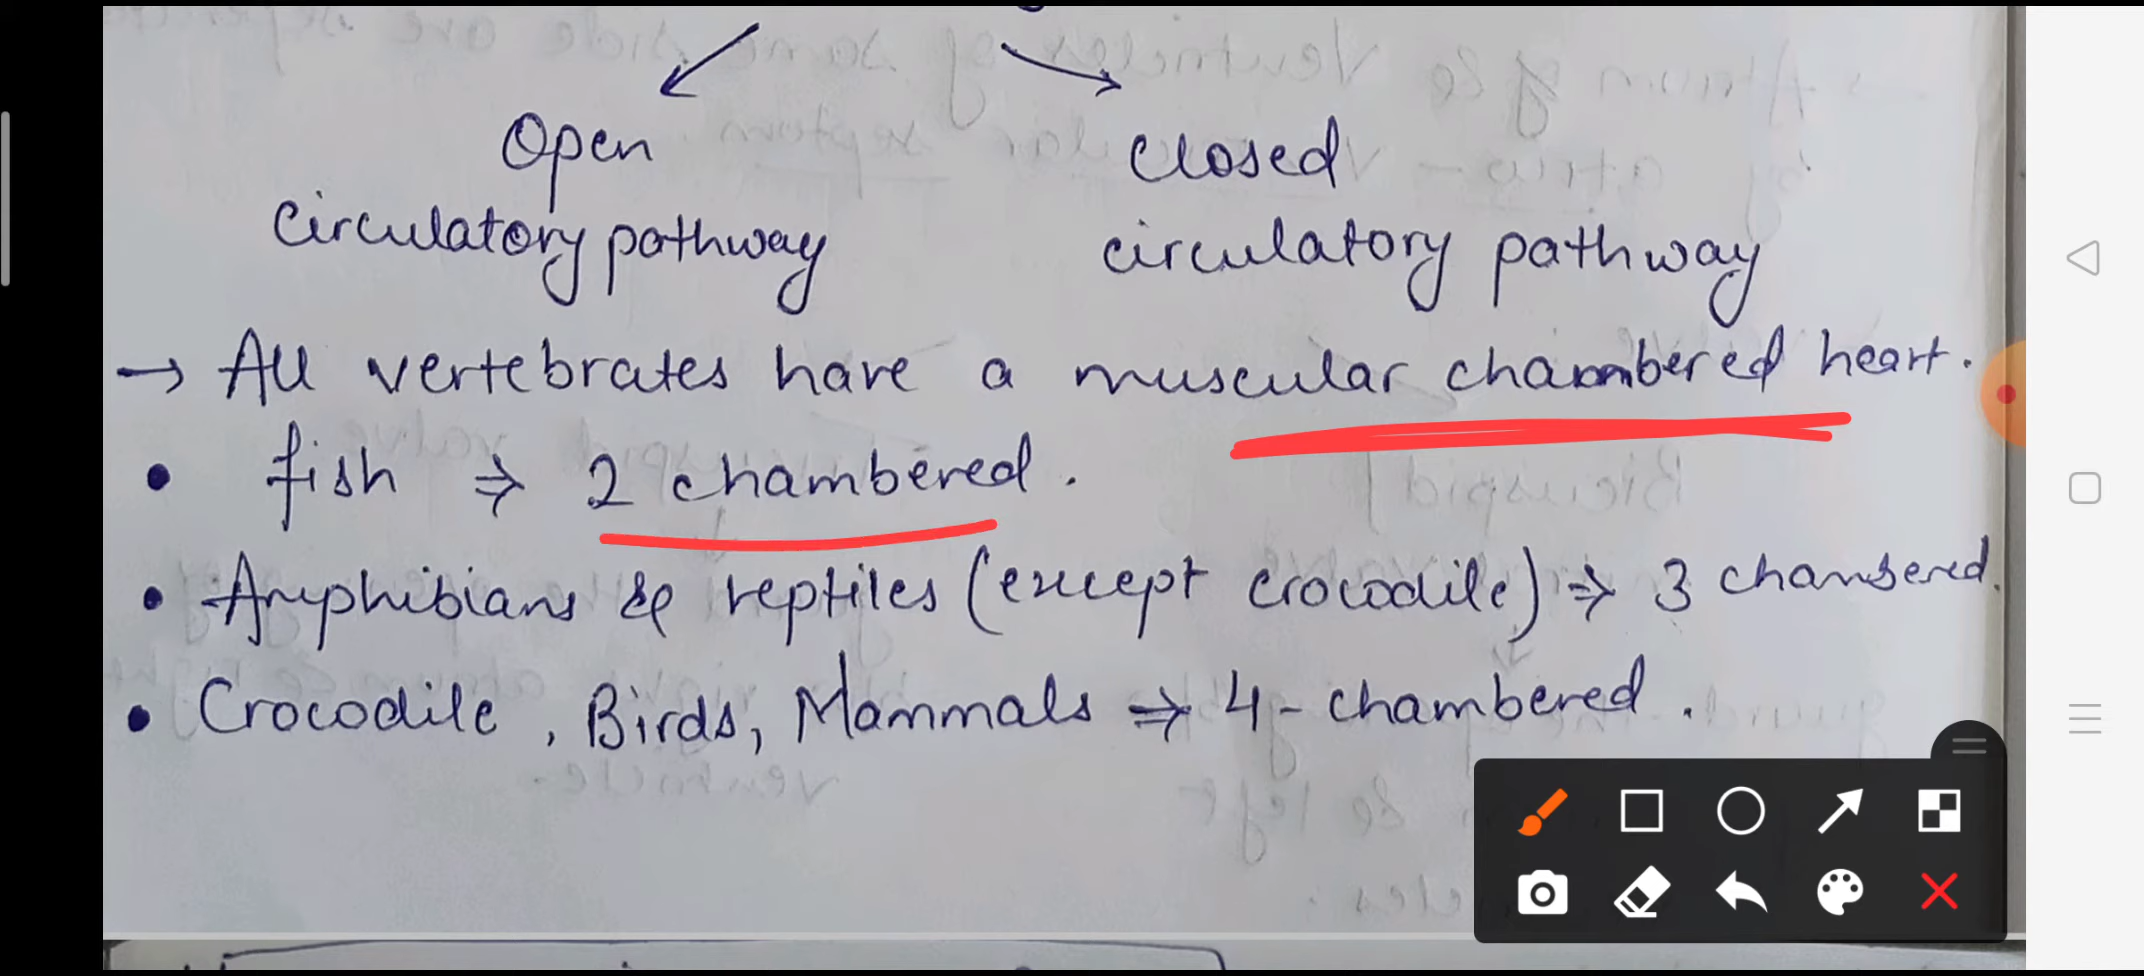 Open
Closed
circulatory pathway
circulatory pathway
→ All vertebrates have a muscular chambered heart.
• fish ⇒ 2 chambered.
• Amphibians & reptiles (except crocodile) ⇒ 3 chambered.
• Crocodile, Birds, Mammals ⇒ 4-chambered.